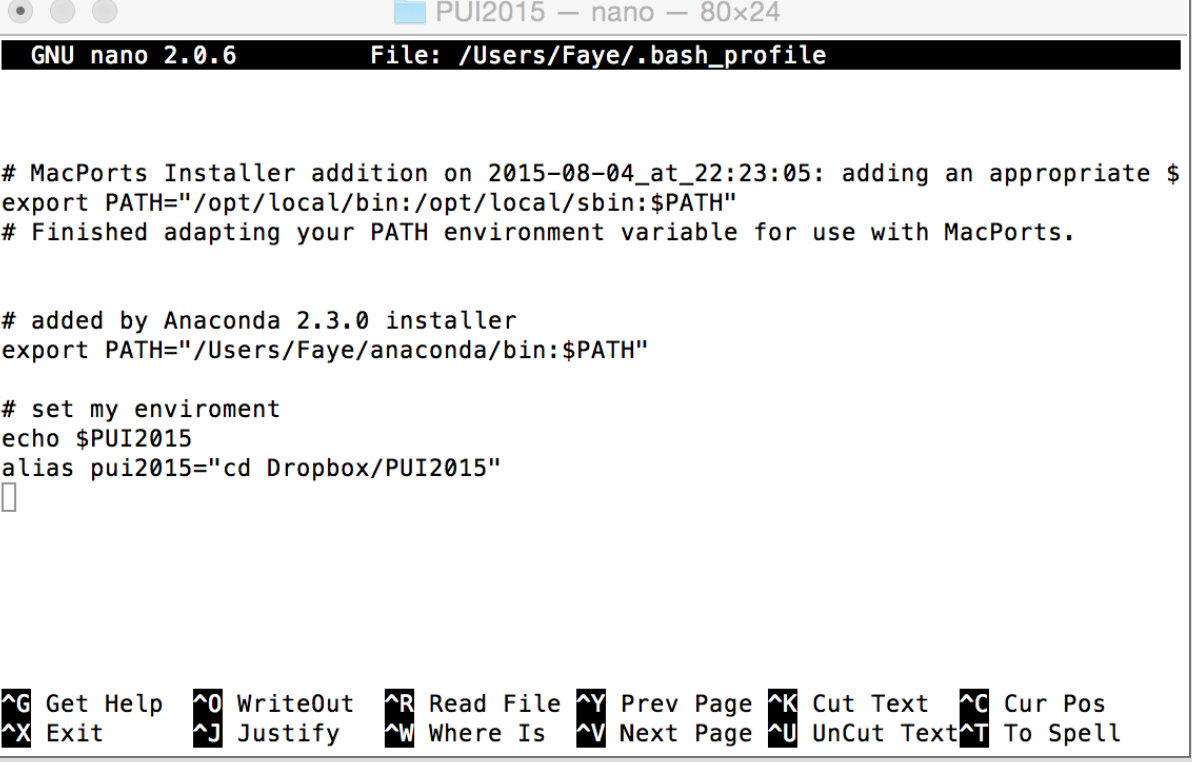 PUI2015 — nano — 80×24
GNU nano 2.0.6 File: /Users/Faye/.bash_profile
# MacPorts Installer addition on 2015-08-04_at_22:23:05: adding an appropriate $
export PATH="/opt/local/bin:/opt/local/sbin:$PATH"
# Finished adapting your PATH environment variable for use with MacPorts.
# added by Anaconda 2.3.0 installer
export PATH="/Users/Faye/anaconda/bin:$PATH"
# set my enviroment
echo $PUI2015
alias pui2015="cd Dropbox/PUI2015"
^G Get Help ^O WriteOut ^R Read File ^Y Prev Page ^K Cut Text ^C Cur Pos
^X Exit ^J Justify ^W Where Is ^V Next Page ^U UnCut Text ^T To Spell